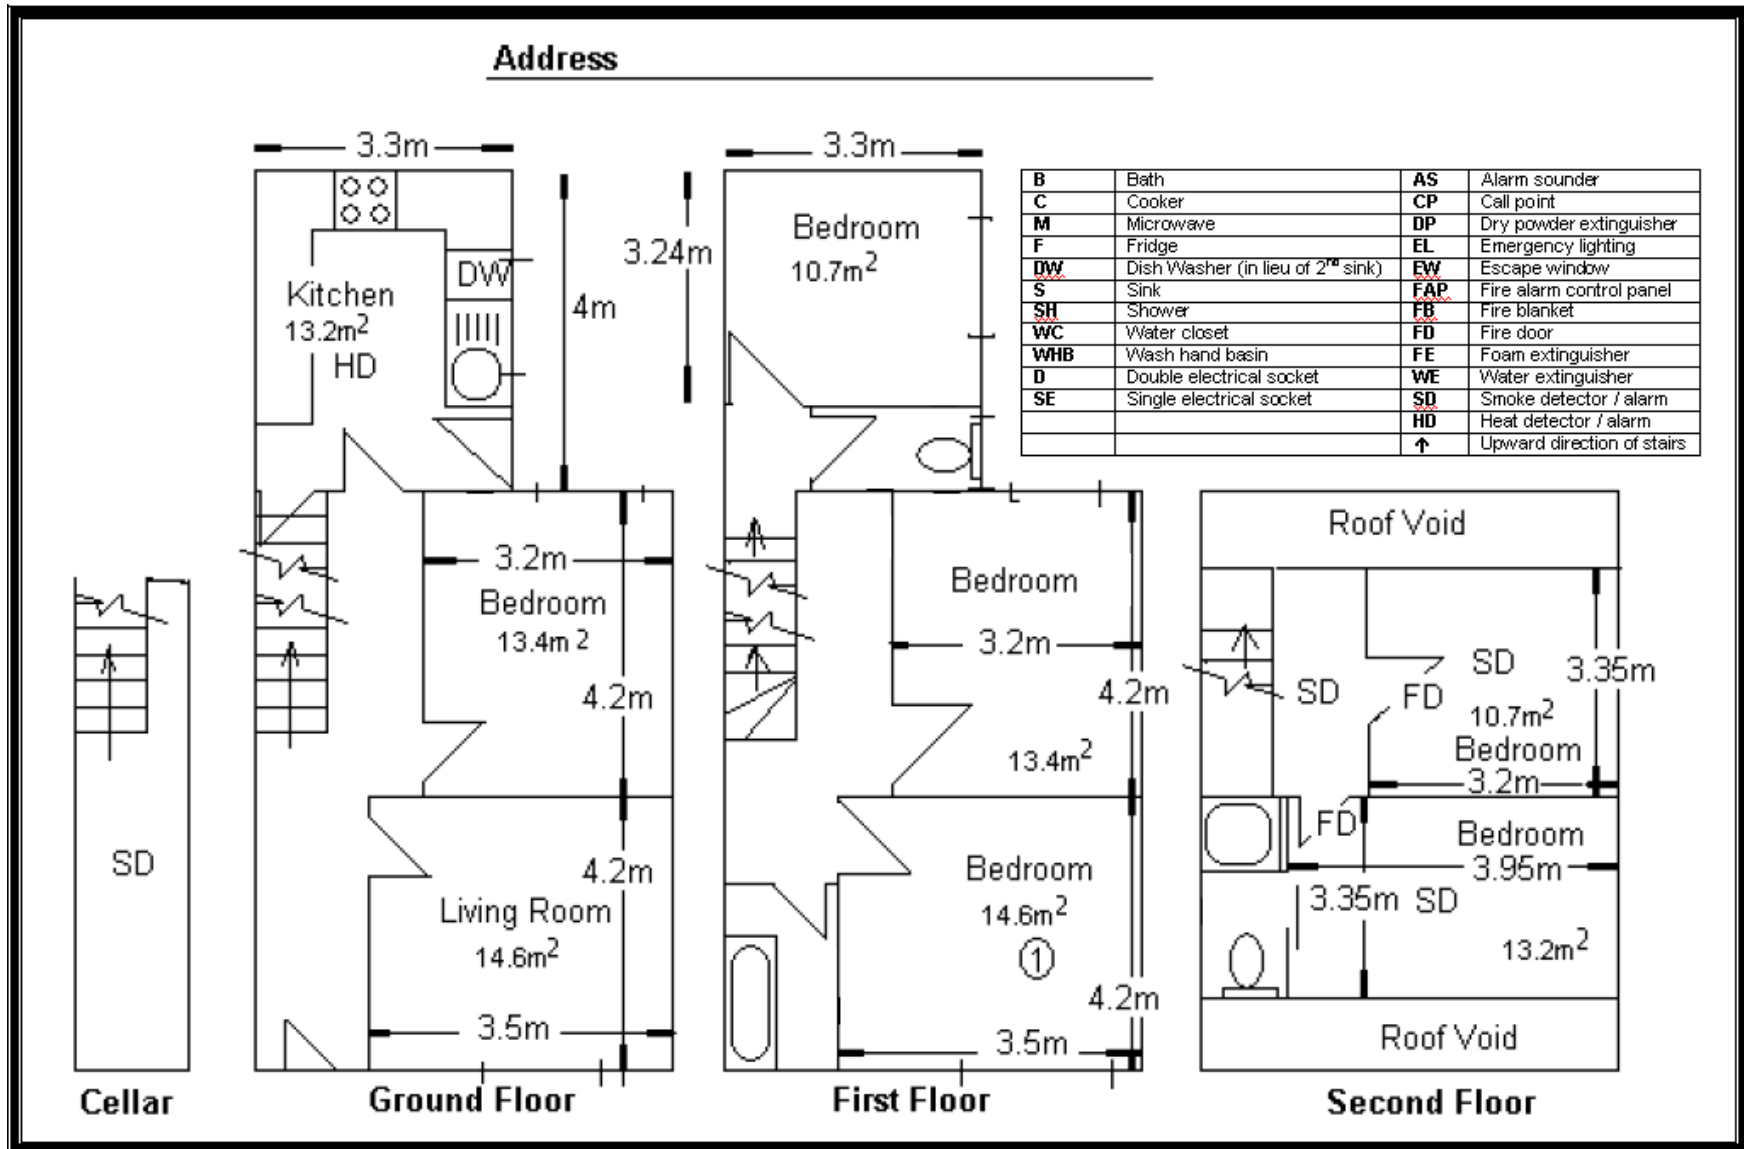 Address
3.3m
Kitchen
13.2m2
HD
DW
4m
3.2m
Bedroom
13.4m 2
4.2m
4.2m
Living Room
14.6m2
3.5m
SD
Cellar
Ground Floor
3.3m
3.24m
Bedroom
10.7m2
Bedroom
3.2m
4.2m
13.4m2
Bedroom
14.6m2
1
4.2m
3.5m
First Floor
B Bath AS Alarm sounder
C Cooker CP Call point
M Microwave DP Dry powder extinguisher
F Fridge EL Emergency lighting
DW Dish Washer (in lieu of 2nd sink) EW Escape window
S Sink FAP Fire alarm control panel
SH Shower FB Fire blanket
WC Water closet FD Fire door
WHB Wash hand basin FE Foam extinguisher
D Double electrical socket WE Water extinguisher
SE Single electrical socket SD Smoke detector / alarm
HD Heat detector / alarm
↑ Upward direction of stairs
Roof Void
SD
SD
3.35m
FD
10.7m2
Bedroom
3.2m
FD
Bedroom
3.95m
3.35m SD
13.2m2
Roof Void
Second Floor